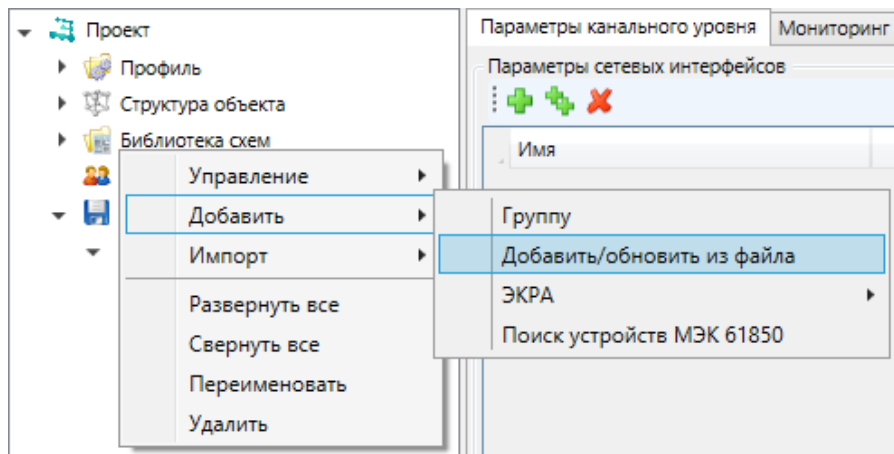 Проект
Профиль
Структура объекта
Библиотека схем
Управление
Добавить
Импорт
Развернуть все
Свернуть все
Переименовать
Удалить
Группу
Добавить/обновить из файла
ЭКРА
Поиск устройств МЭК 61850
Параметры канального уровня
Мониторинг
Параметры сетевых интерфейсов
Имя